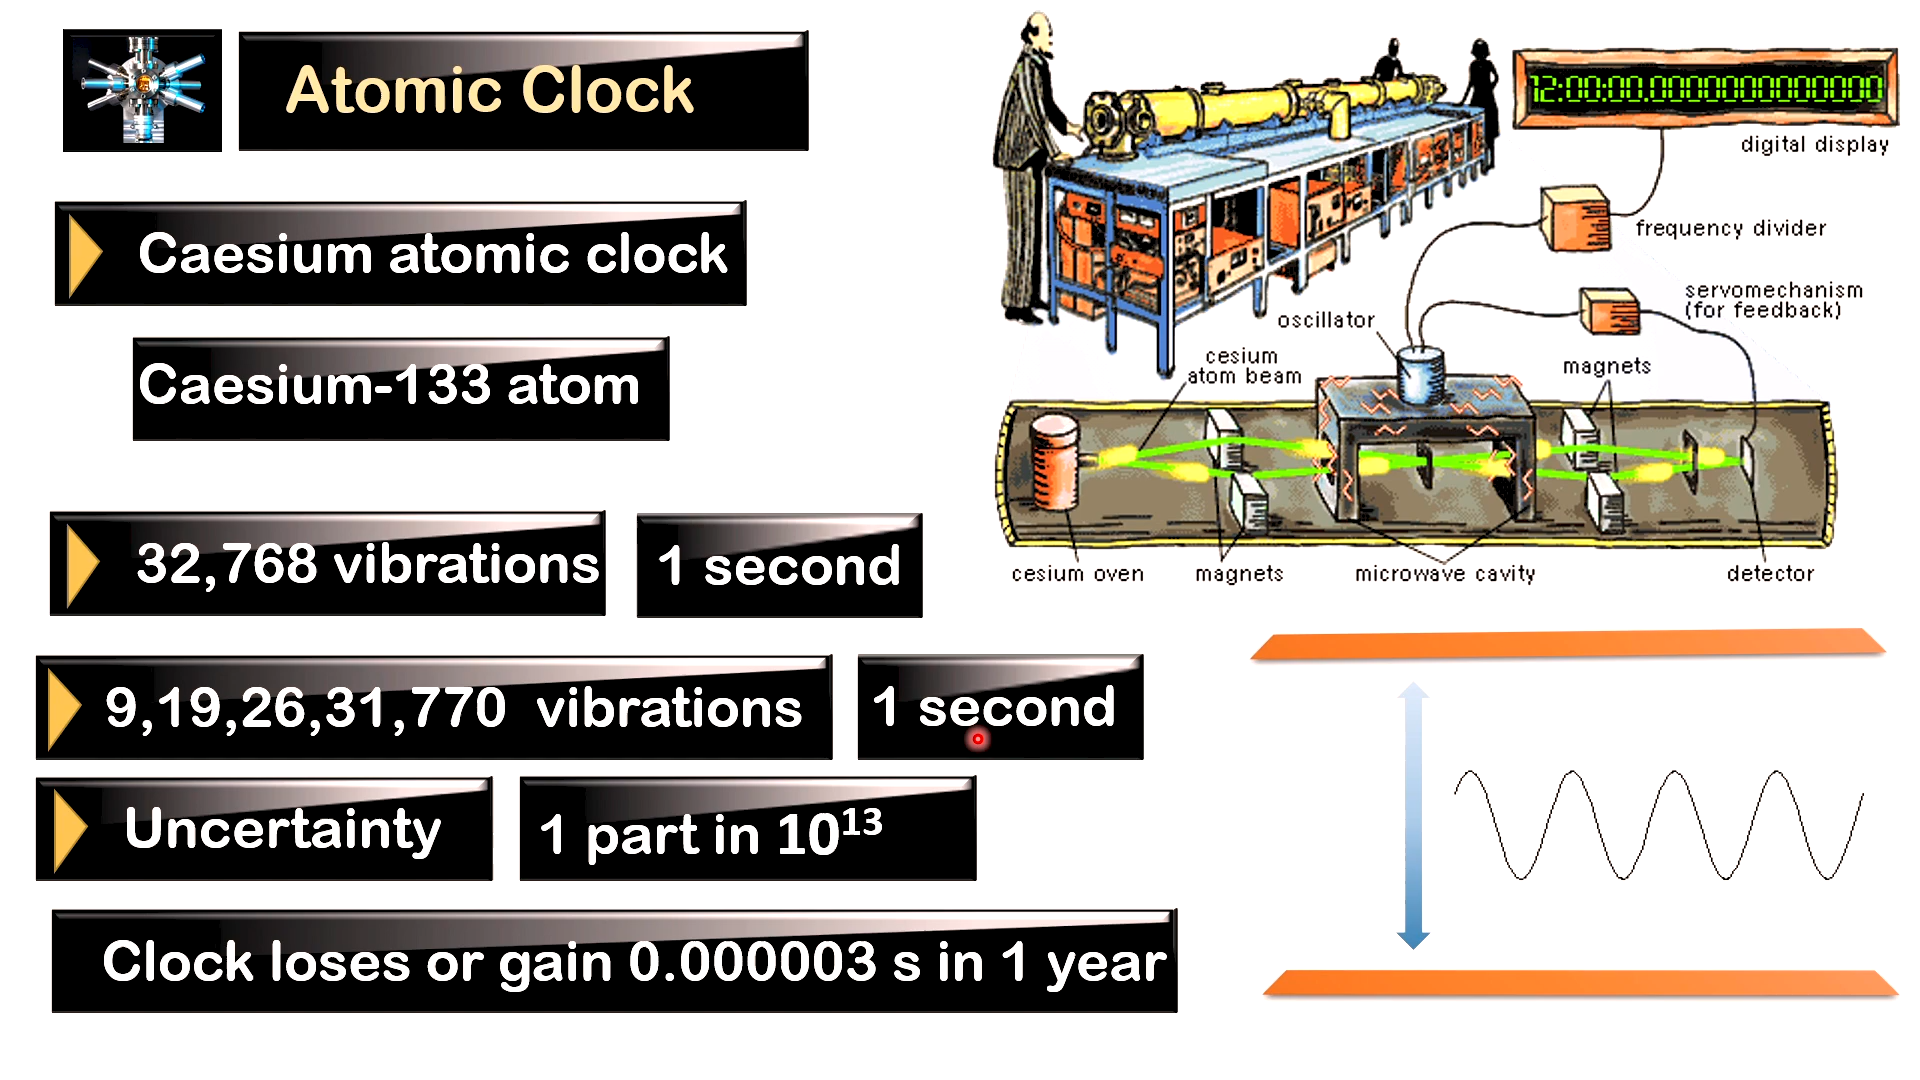 Atomic Clock
Caesium atomic clock
Caesium-133 atom
32,768 vibrations
1 second
9,19,26,31,770 vibrations
1 second
Uncertainty
1 part in 10¹³
Clock loses or gain 0.000003 s in 1 year
12:00:00.0000000000000
digital display
frequency divider
servomechanism
(for feedback)
oscillator
cesium
atom beam
magnets
cesium oven
magnets
microwave cavity
detector